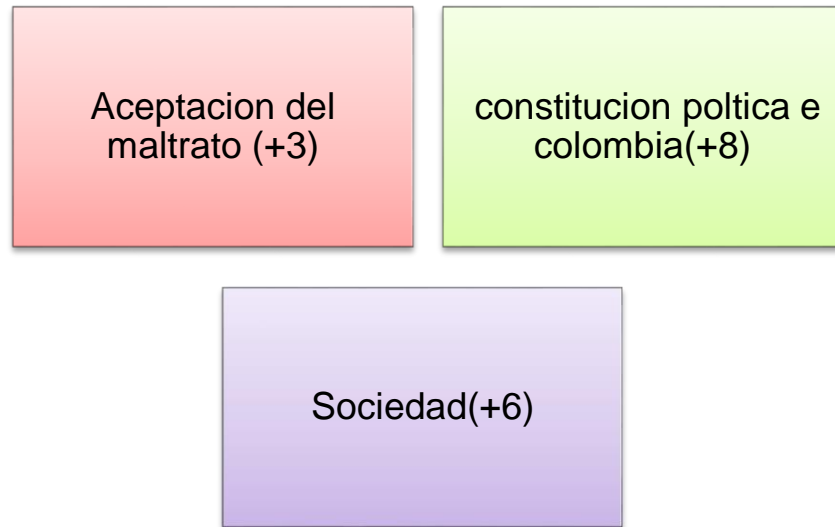 Aceptacion del
maltrato (+3)
constitucion poltica e
colombia(+8)
Sociedad(+6)